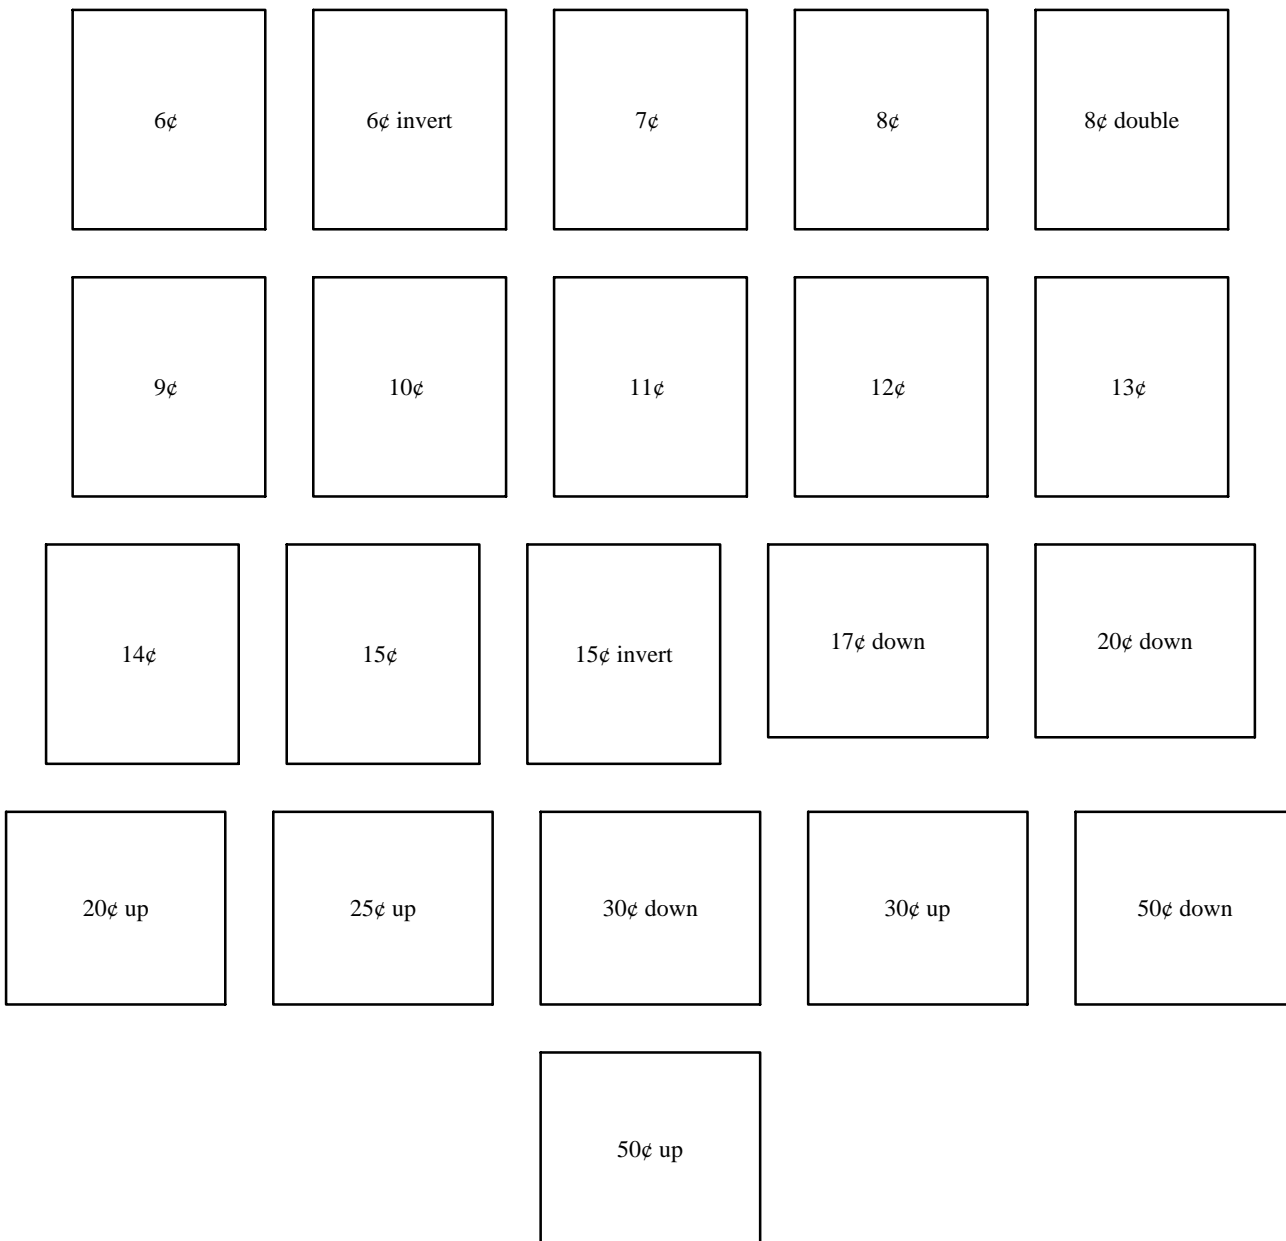 6¢
6¢ invert
7¢
8¢
8¢ double
9¢
10¢
11¢
12¢
13¢
14¢
15¢
15¢ invert
17¢ down
20¢ down
20¢ up
25¢ up
30¢ down
30¢ up
50¢ down
50¢ up